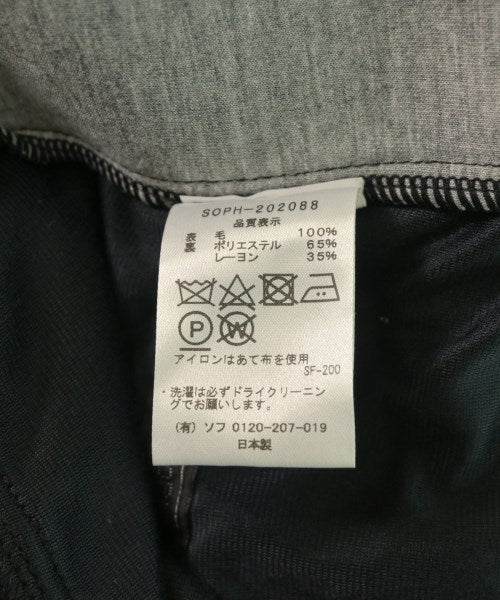 SOPH-202088
品質表示
表 毛 100%
裏 ポリエステル 65%
レーヨン 35%
P W
アイロンはあて布を使用
SF-200
・洗濯は必ずドライクリーニン
グでお願いします。
(有) ソフ 0120-207-019
日本製